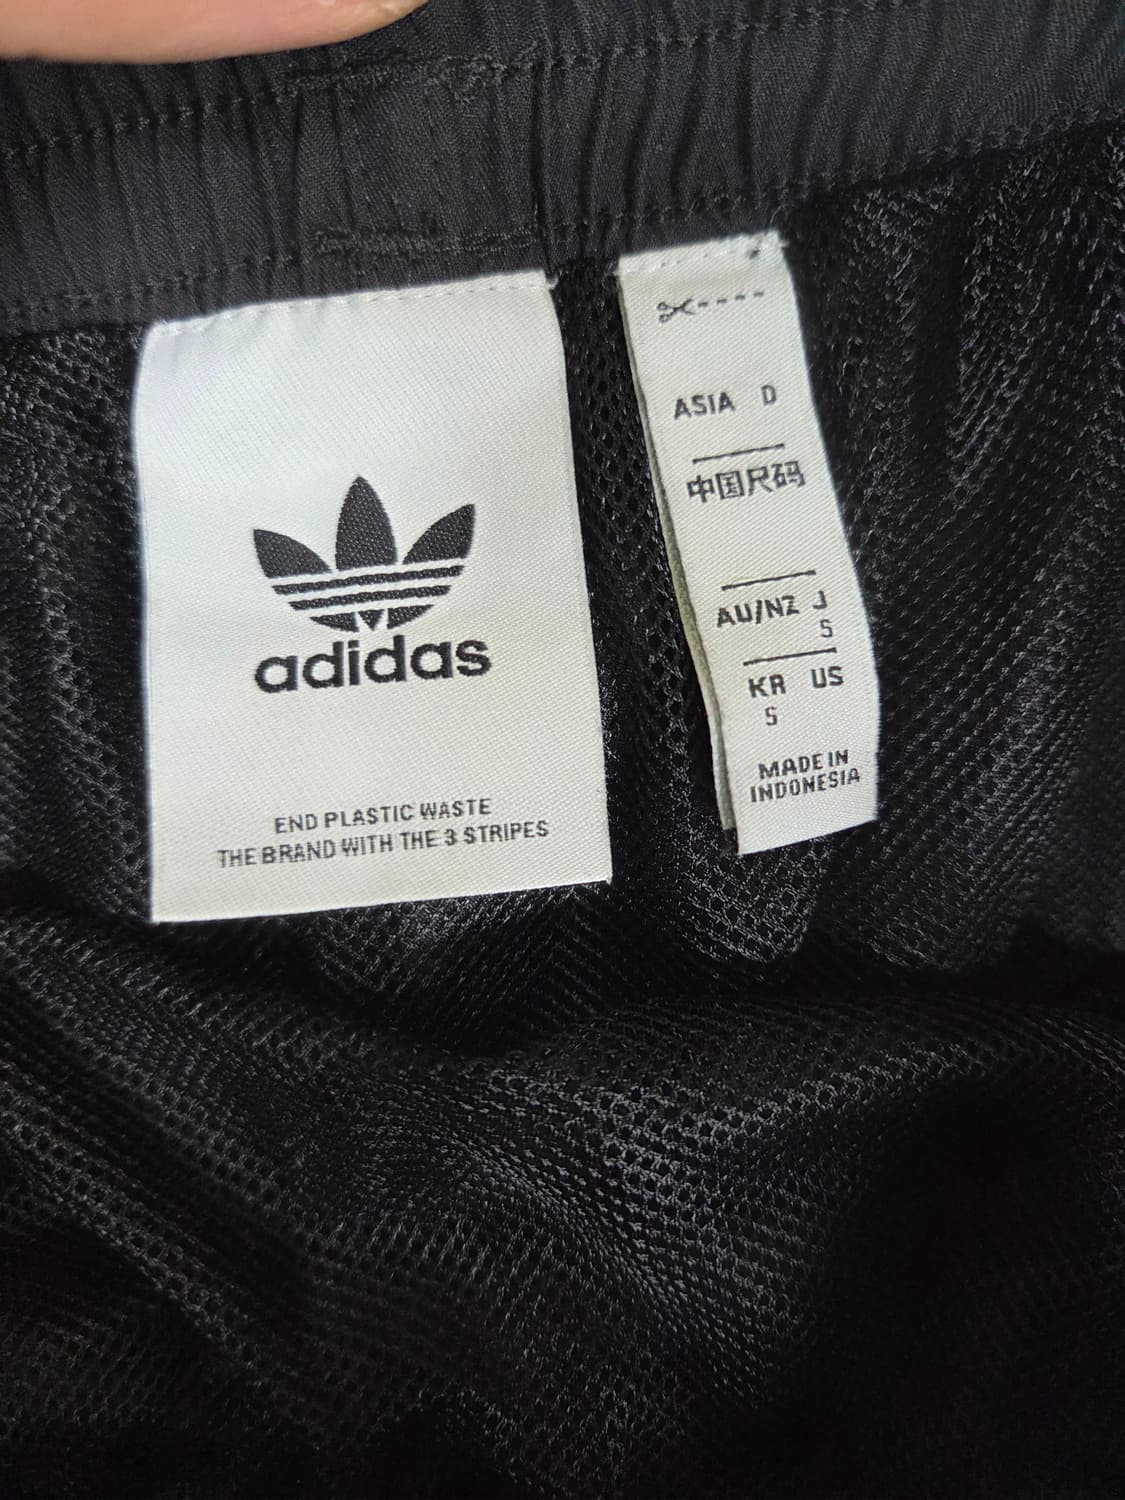 adidas
END PLASTIC WASTE
THE BRAND WITH THE 3 STRIPES
ASIA D
中国尺码
AU/NZ J
S
KR US
S
MADE IN
INDONESIA